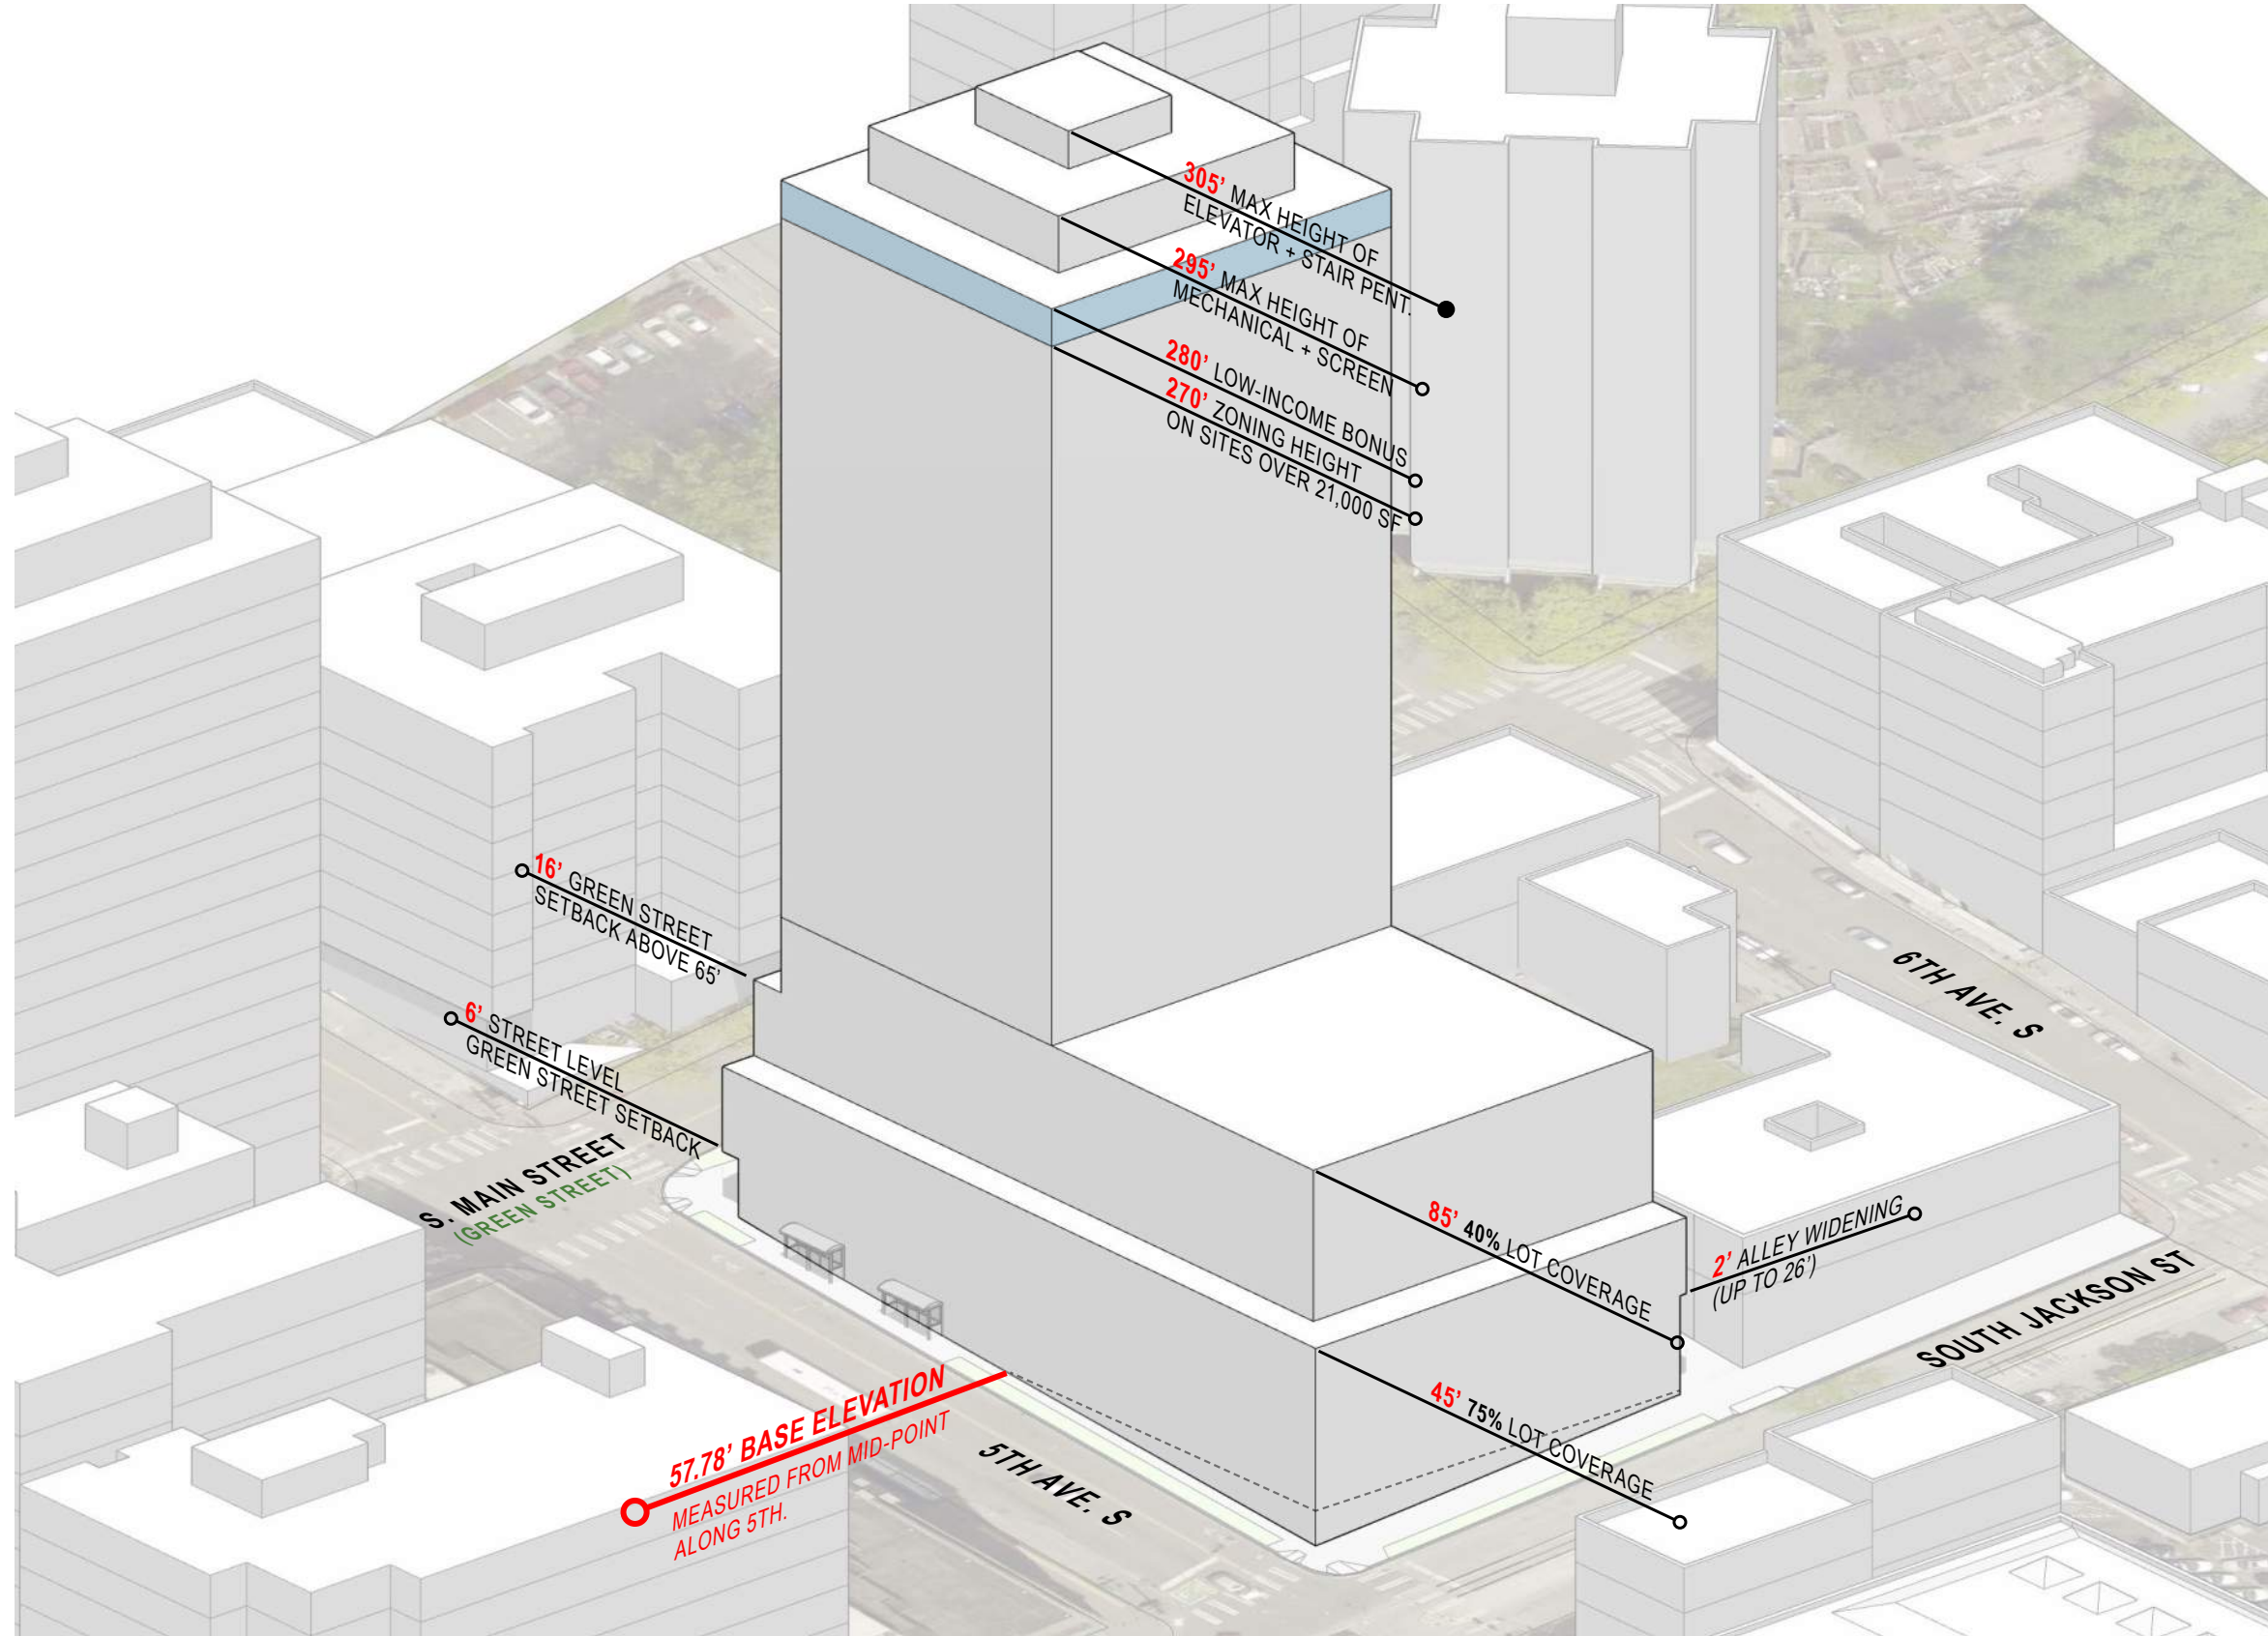 305’ MAX HEIGHT OF
ELEVATOR + STAIR PENT.
295’ MAX HEIGHT OF
MECHANICAL + SCREEN
280’ LOW-INCOME BONUS
270’ ZONING HEIGHT
ON SITES OVER 21,000 SF
16’ GREEN STREET
SETBACK ABOVE 65’
6’ STREET LEVEL
GREEN STREET SETBACK
6TH AVE. S
S. MAIN STREET
(GREEN STREET)
85’ 40% LOT COVERAGE
2’ ALLEY WIDENING
(UP TO 26’)
SOUTH JACKSON ST
45’ 75% LOT COVERAGE
57.78’ BASE ELEVATION
MEASURED FROM MID-POINT
ALONG 5TH.
5TH AVE. S